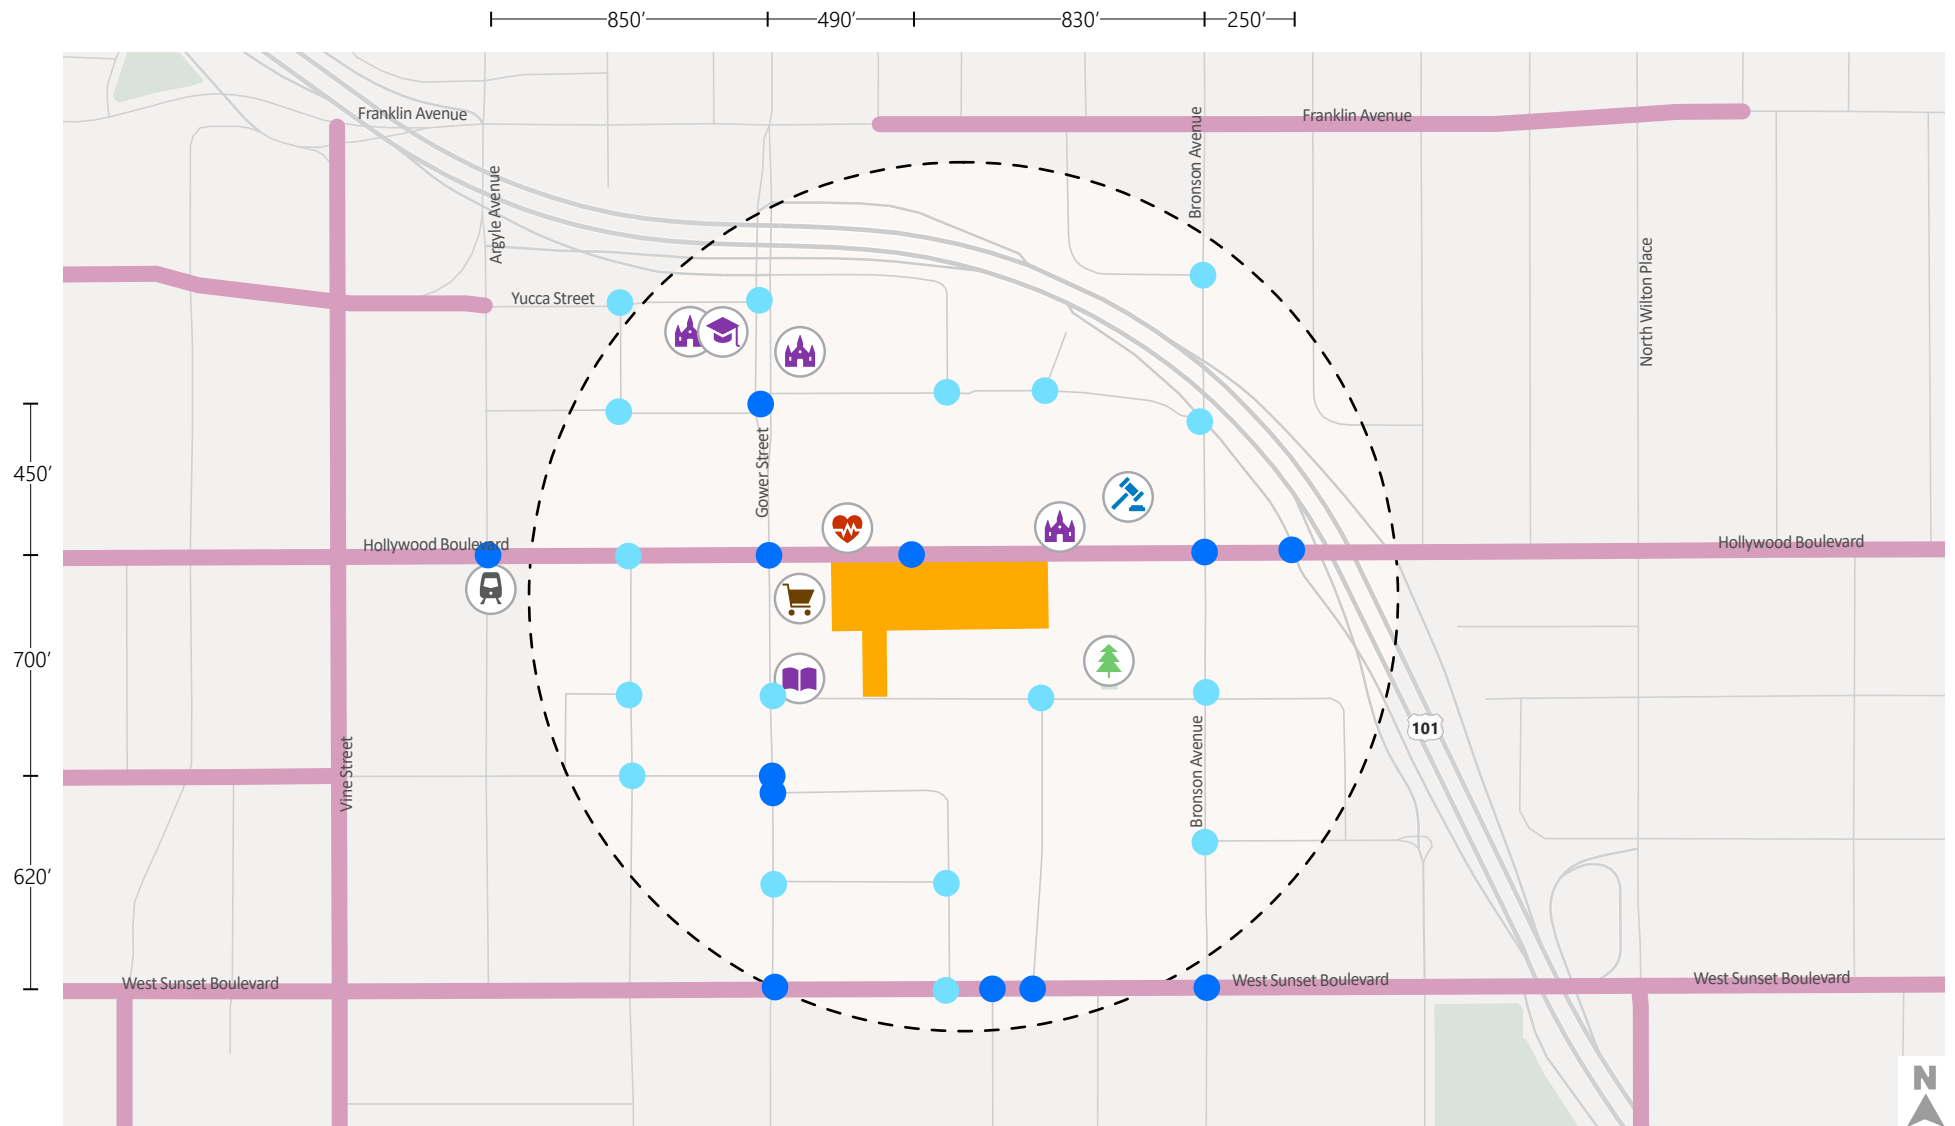 850’
490’
830’
250’
Franklin Avenue
Franklin Avenue
Bronson Avenue
Argyle Avenue
North Wilton Place
Yucca Street
450’
Gower Street
Hollywood Boulevard
Hollywood Boulevard
700’
101
Vine Street
Bronson Avenue
620’
West Sunset Boulevard
West Sunset Boulevard
West Sunset Boulevard
N